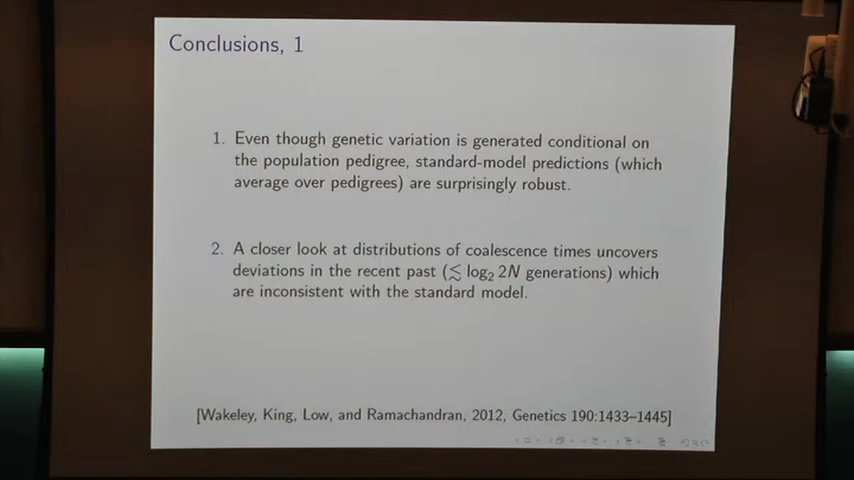 Conclusions, 1
1. Even though genetic variation is generated conditional on
the population pedigree, standard-model predictions (which
average over pedigrees) are surprisingly robust.
2. A closer look at distributions of coalescence times uncovers
deviations in the recent past (≲ log₂ 2N generations) which
are inconsistent with the standard model.
[Wakeley, King, Low, and Ramachandran, 2012, Genetics 190:1433–1445]